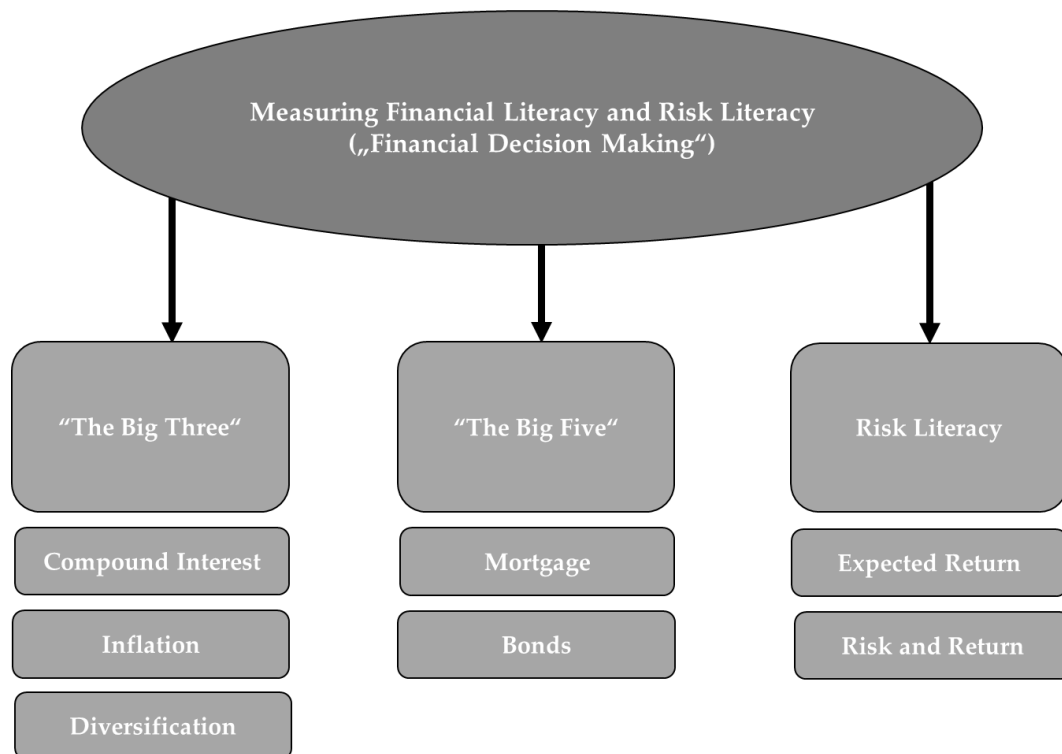 Measuring Financial Literacy and Risk Literacy
(„Financial Decision Making“)
“The Big Three“
“The Big Five“
Risk Literacy
Compound Interest
Mortgage
Expected Return
Inflation
Bonds
Risk and Return
Diversification